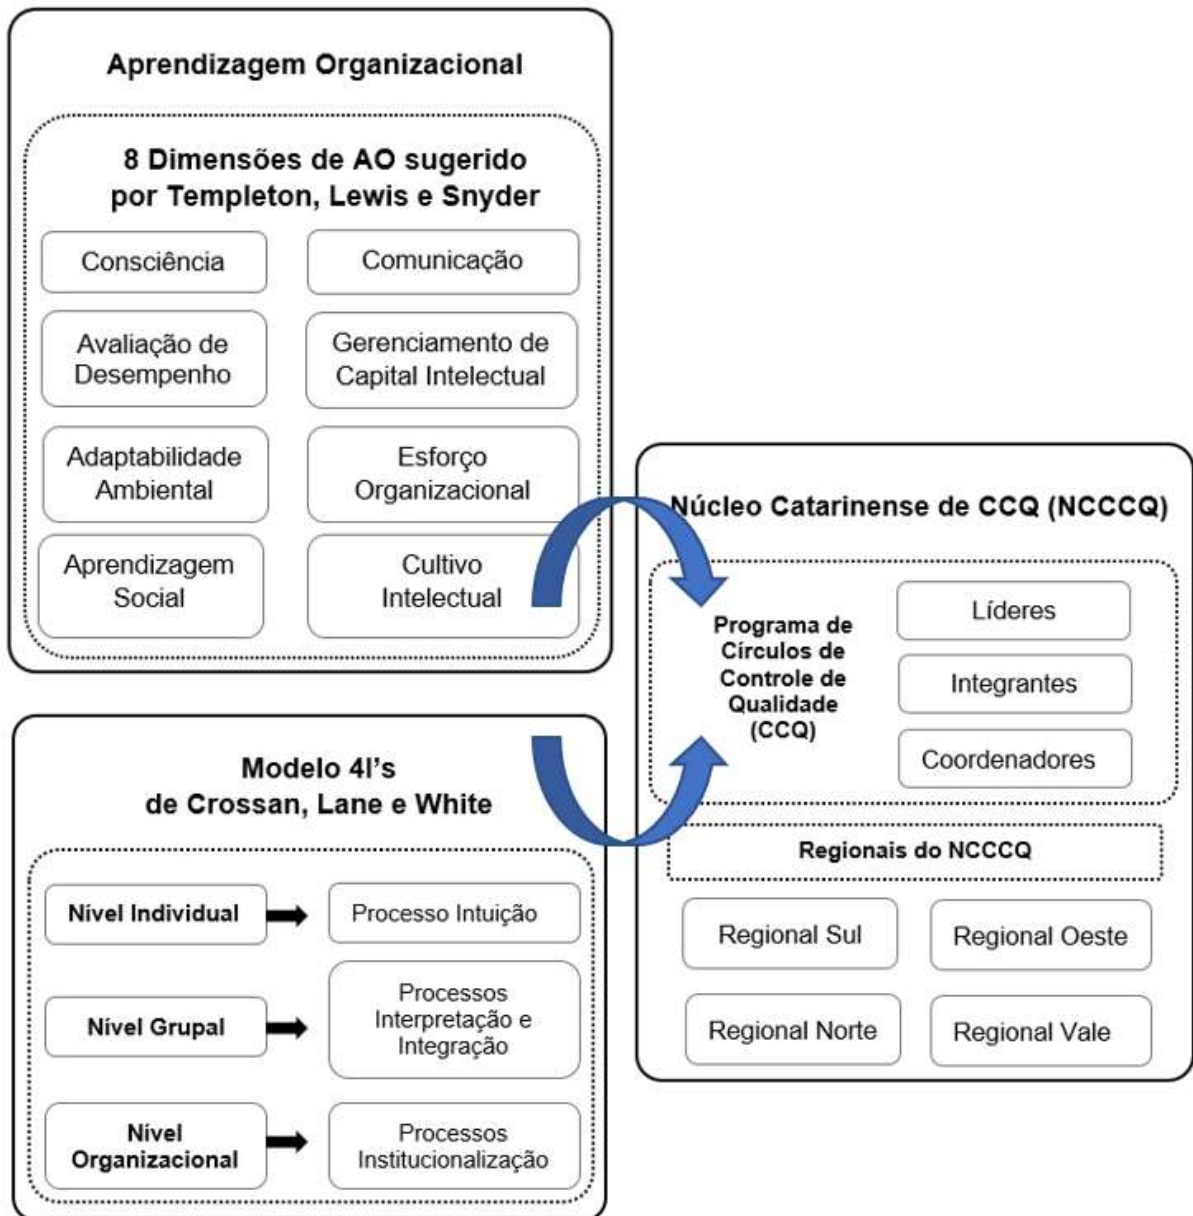 Aprendizagem Organizacional
8 Dimensões de AO sugerido
por Templeton, Lewis e Snyder
Consciência
Comunicação
Avaliação de
Desempenho
Gerenciamento de
Capital Intelectual
Adaptabilidade
Ambiental
Esforço
Organizacional
Aprendizagem
Social
Cultivo
Intelectual
Modelo 4I's
de Crossan, Lane e White
Nível Individual
Processo Intuição
Nível Grupal
Processos
Interpretação e
Integração
Nível
Organizacional
Processos
Institucionalização
Núcleo Catarinense de CCQ (NCCCQ)
Programa de
Círculos de
Controle de
Qualidade
(CCQ)
Líderes
Integrantes
Coordenadores
Regionais do NCCCQ
Regional Sul
Regional Oeste
Regional Norte
Regional Vale